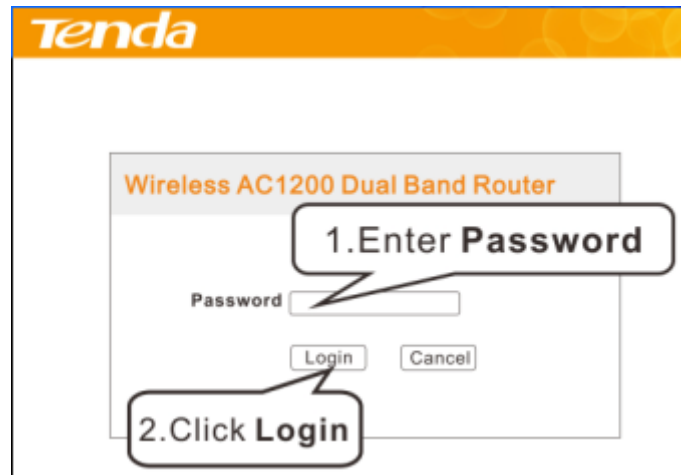 Tenda
Wireless AC1200 Dual Band Router
1.Enter Password
Password
Login Cancel
2.Click Login